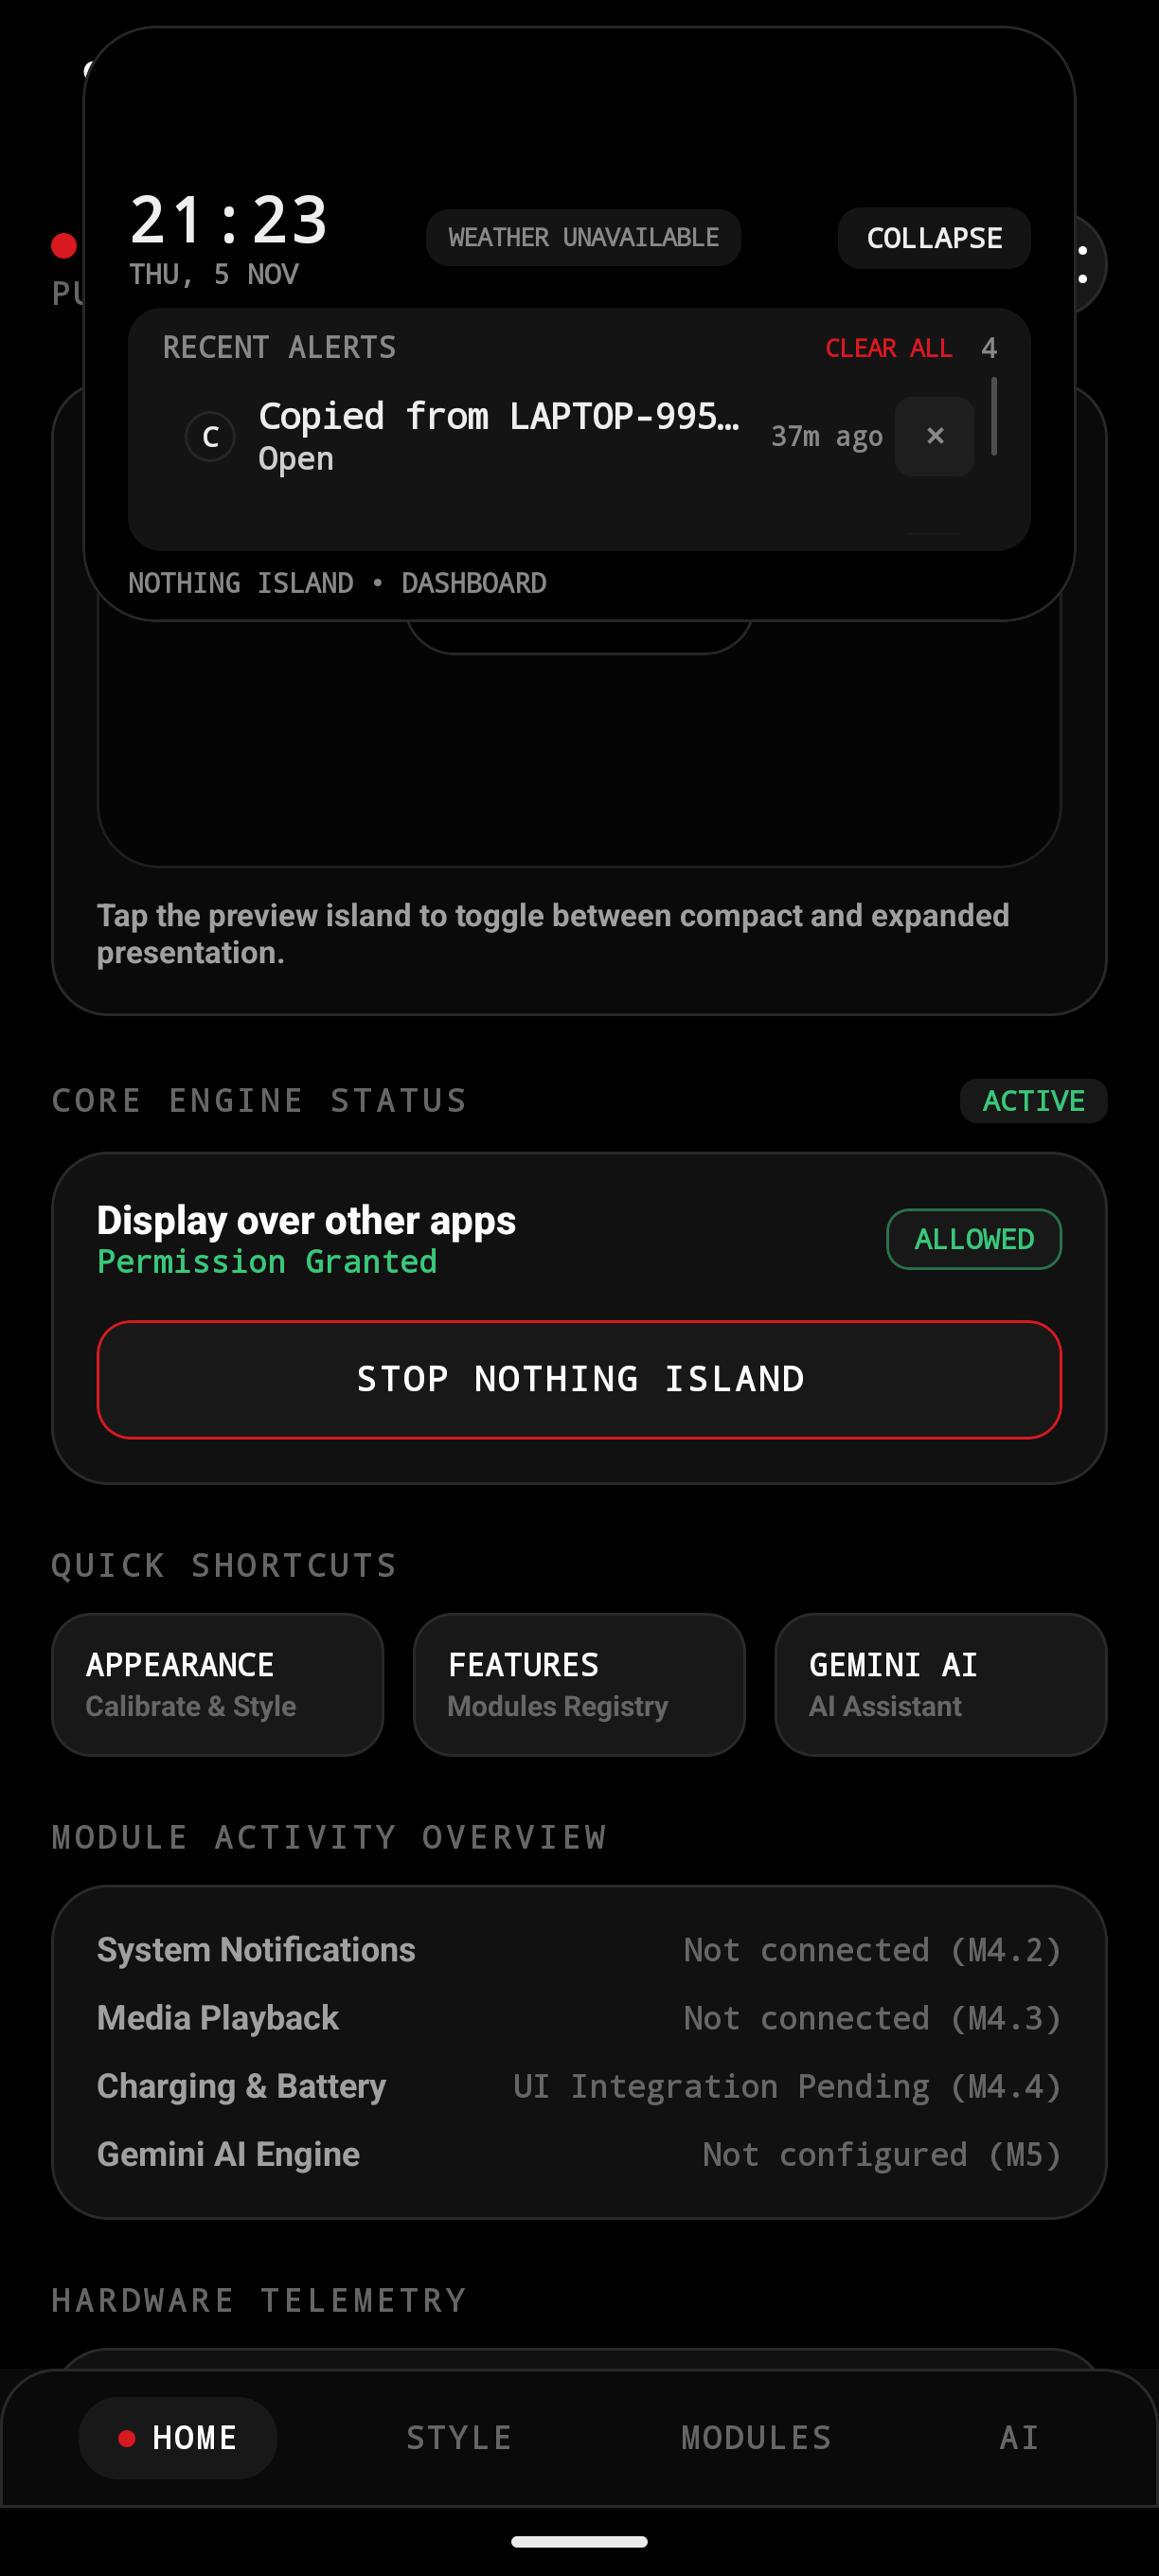 21:23
WEATHER UNAVAILABLE
COLLAPSE
THU, 5 NOV
RECENT ALERTS
CLEAR ALL 4
C
Copied from LAPTOP-995…
Open
37m ago
×
NOTHING ISLAND • DASHBOARD
Tap the preview island to toggle between compact and expanded
presentation.
CORE ENGINE STATUS
ACTIVE
Display over other apps
Permission Granted
ALLOWED
STOP NOTHING ISLAND
QUICK SHORTCUTS
APPEARANCE
Calibrate & Style
FEATURES
Modules Registry
GEMINI AI
AI Assistant
MODULE ACTIVITY OVERVIEW
System Notifications Not connected (M4.2)
Media Playback Not connected (M4.3)
Charging & Battery UI Integration Pending (M4.4)
Gemini AI Engine Not configured (M5)
HARDWARE TELEMETRY
HOME STYLE MODULES AI